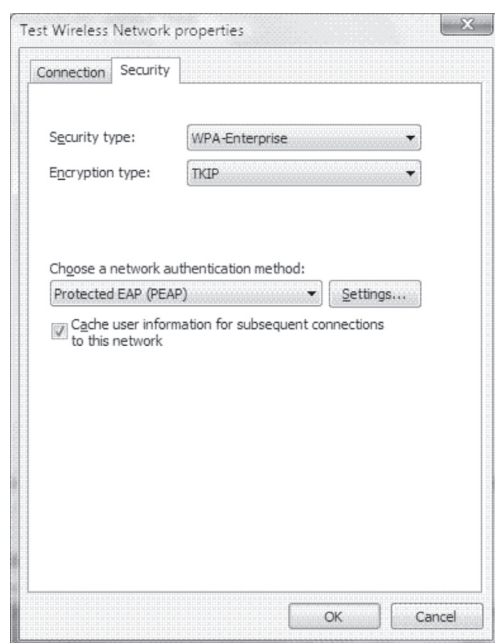 Test Wireless Network properties
Connection
Security
Security type:
WPA-Enterprise
Encryption type:
TKIP
Choose a network authentication method:
Protected EAP (PEAP)
Settings...
Cache user information for subsequent connections
to this network
OK
Cancel